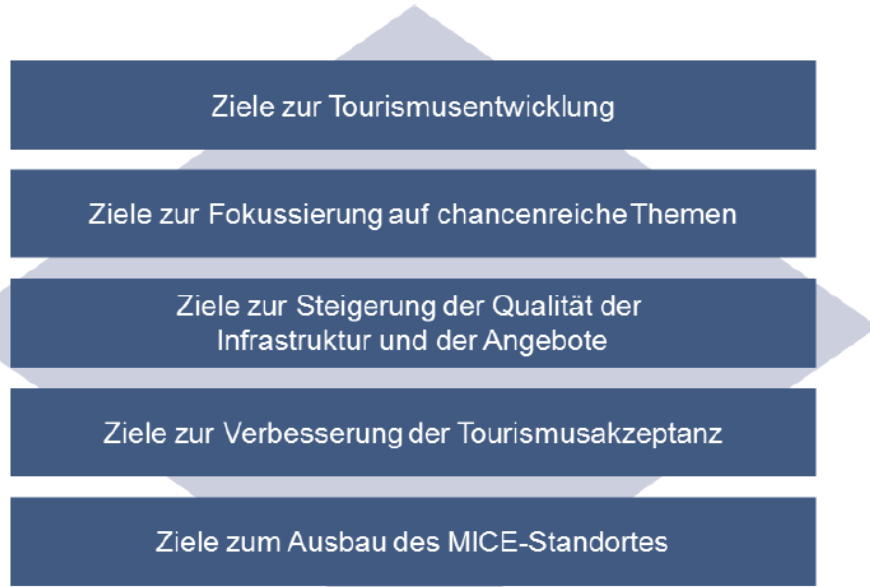 Ziele zur Tourismusentwicklung
Ziele zur Fokussierung auf chancenreiche Themen
Ziele zur Steigerung der Qualität der
Infrastruktur und der Angebote
Ziele zur Verbesserung der Tourismusakzeptanz
Ziele zum Ausbau des MICE-Standortes